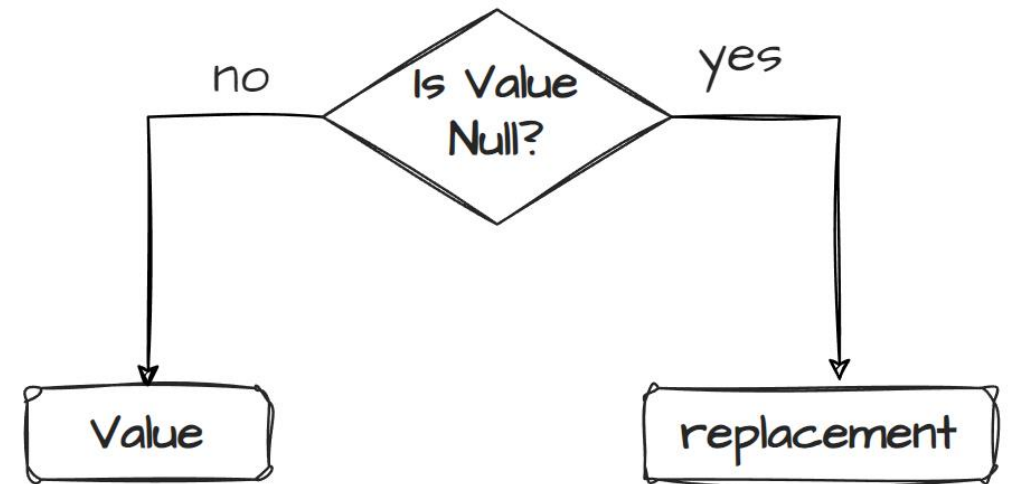 no
yes
Is Value
Null?
Value
replacement